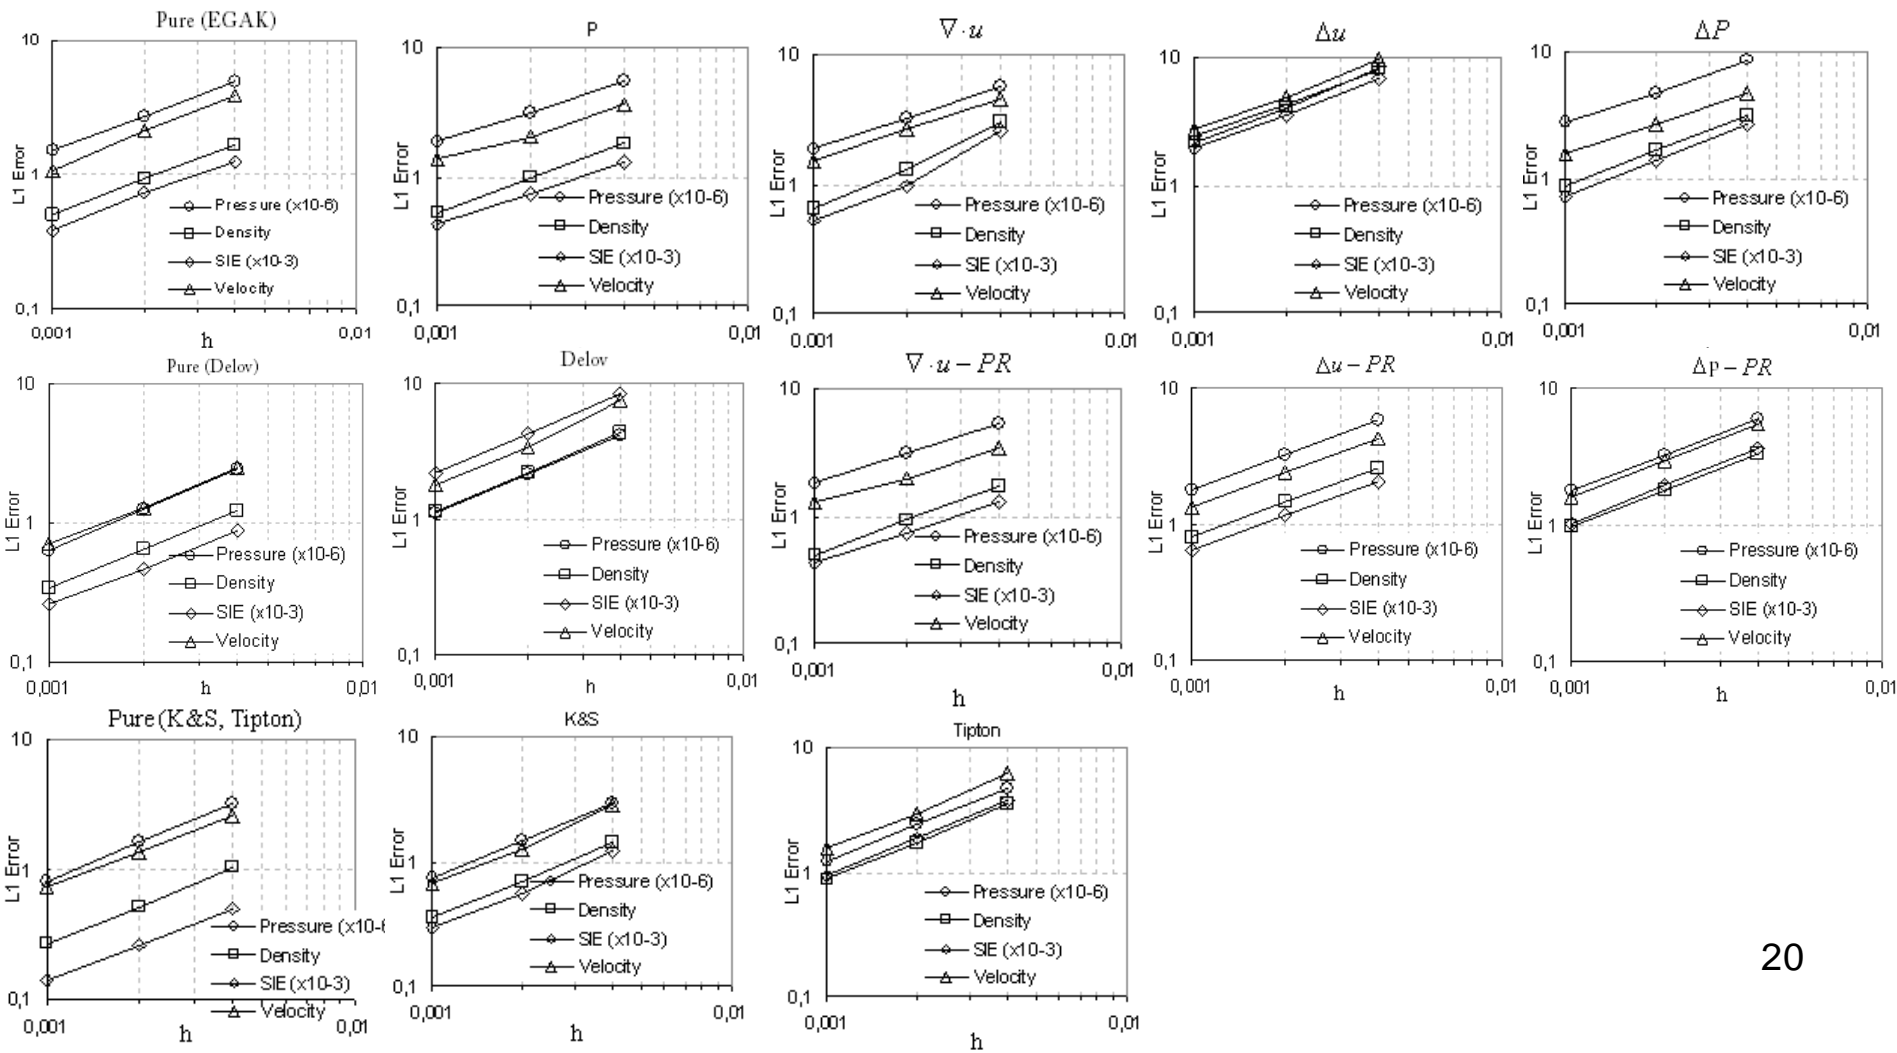 Pure (EGAK)
10
1
0,1
L1 Error
Pressure (x10-6)
Density
SIE (x10-3)
Velocity
0.001
0.01
h
P
10
1
0,1
L1 Error
Pressure (x10-6)
Density
SIE (x10-3)
Velocity
0.001
0.01
h
∇·u
10
1
0,1
L1 Error
Pressure (x10-6)
Density
SIE (x10-3)
Velocity
0.001
0.01
h
Δu
10
1
0,1
L1 Error
Pressure (x10-6)
Density
SIE (x10-3)
Velocity
0.001
0.01
h
ΔP
10
1
0,1
L1 Error
Pressure (x10-6)
Density
SIE (x10-3)
Velocity
0.001
0,01
h
Pure (Delov)
10
1
0,1
L1 Error
Pressure (x10-6)
Density
SIE (x10-3)
Velocity
0.001
0,01
h
Delov
10
1
0,1
L1 Error
Pressure (x10-6)
Density
SIE (x10-3)
Velocity
0,001
0,01
h
∇·u – PR
10
1
0,1
L1 Error
Pressure (x10-6)
Density
SIE (x10-3)
Velocity
0.001
0.01
h
Δu – PR
10
1
0,1
L1 Error
Pressure (x10-6)
Density
SIE (x10-3)
Velocity
0,001
0,01
h
Δp – PR
10
1
0,1
L1 Error
Pressure (x10-6)
Density
SIE (x10-3)
Velocity
0,001
0,01
h
Pure (K&S, Tipton)
10
1
0,1
L1 Error
Pressure (x10-6
Density
SIE (x10-3)
Velocity
0,001
0,01
h
K&S
10
1
0,1
L1 Error
Pressure (x10-6)
Density
SIE (x10-3)
Velocity
0,001
0,01
h
Tipton
10
1
0,1
L1 Error
Pressure (x10-6)
Density
SIE (x10-3)
Velocity
0,001
0,01
h
20